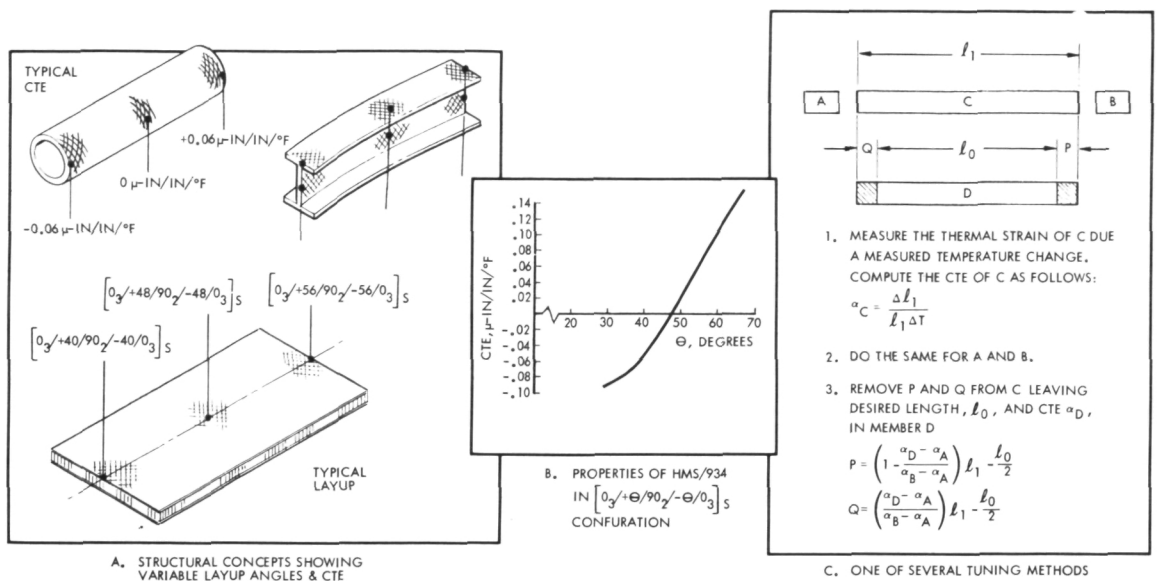 TYPICAL
CTE
+0.06 μ-IN/IN/°F
0 μ-IN/IN/°F
-0.06 μ-IN/IN/°F
[0₃/+48/90₂/-48/0₃]S
[0₃/+56/90₂/-56/0₃]S
[0₃/+40/90₂/-40/0₃]S
TYPICAL
LAYUP
A. STRUCTURAL CONCEPTS SHOWING
VARIABLE LAYUP ANGLES & CTE
CTE, μ-IN/IN/°F
.14
.12
.10
.08
.06
.04
.02
-.02
-.04
-.06
-.08
-.10
20 30 40 50 60 70
Θ, DEGREES
B. PROPERTIES OF HMS/934
IN [0₃/+Θ/90₂/-Θ/0₃]S
CONFURATION
ℓ₁
A C B
Q ℓ₀ P
D
1. MEASURE THE THERMAL STRAIN OF C DUE
A MEASURED TEMPERATURE CHANGE.
COMPUTE THE CTE OF C AS FOLLOWS:
αC = Δℓ₁ / ℓ₁ΔT
2. DO THE SAME FOR A AND B.
3. REMOVE P AND Q FROM C LEAVING
DESIRED LENGTH, ℓ₀, AND CTE αD,
IN MEMBER D
P = (1 - αD - αA / αB - αA) ℓ₁ - ℓ₀/2
Q = (αD - αA / αB - αA) ℓ₁ - ℓ₀/2
C. ONE OF SEVERAL TUNING METHODS